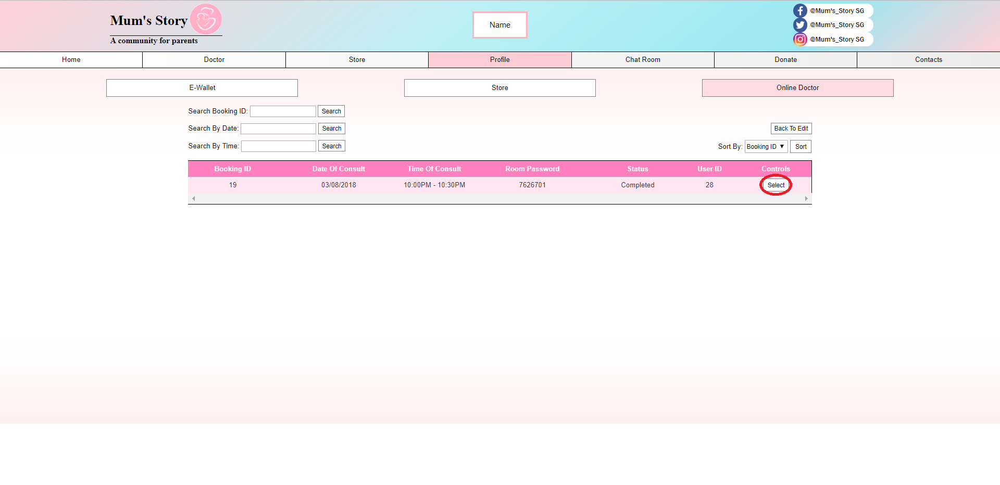 Mum's Story
A community for parents
Name
@Mum's_Story SG
@Mum's_Story SG
@Mum's_Story SG
Home Doctor Store Profile Chat Room Donate Contacts
E-Wallet Store Online Doctor
Search Booking ID: Search
Search By Date: Search Back To Edit
Search By Time: Search Sort By: Booking ID ▼ Sort
Booking ID Date Of Consult Time Of Consult Room Password Status User ID Controls
19 03/08/2018 10:00PM - 10:30PM 7626701 Completed 28 Select